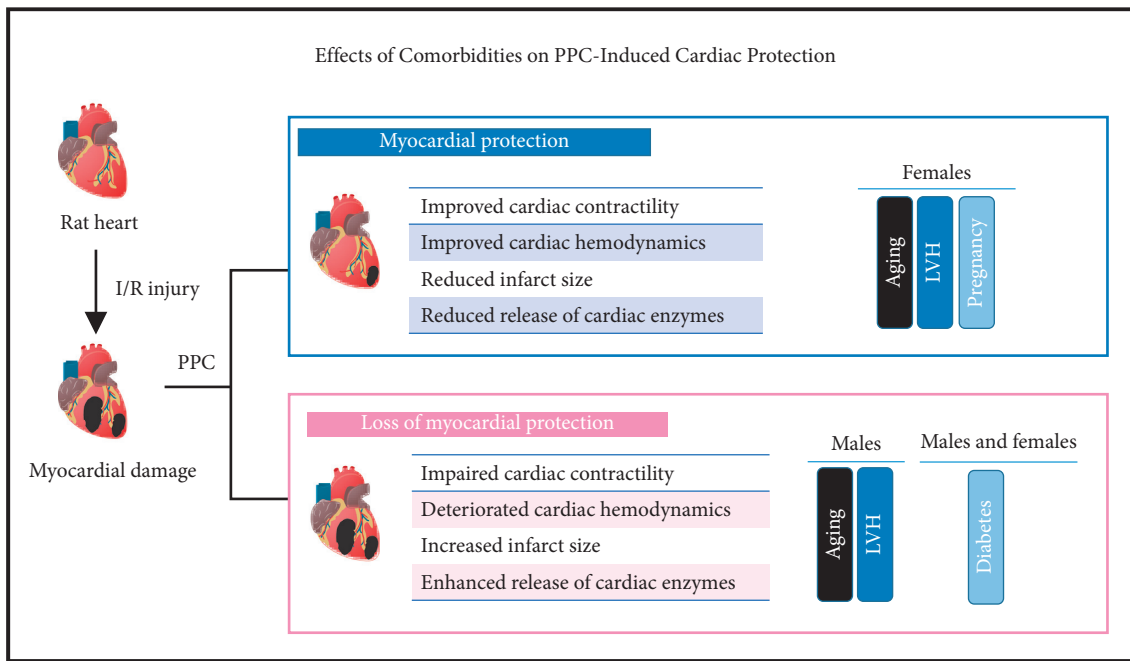 Effects of Comorbidities on PPC-Induced Cardiac Protection
Rat heart
I/R injury
Myocardial damage
PPC
Myocardial protection
Improved cardiac contractility
Improved cardiac hemodynamics
Reduced infarct size
Reduced release of cardiac enzymes
Females
Aging
LVH
Pregnancy
Loss of myocardial protection
Impaired cardiac contractility
Deteriorated cardiac hemodynamics
Increased infarct size
Enhanced release of cardiac enzymes
Males
Aging
LVH
Males and females
Diabetes